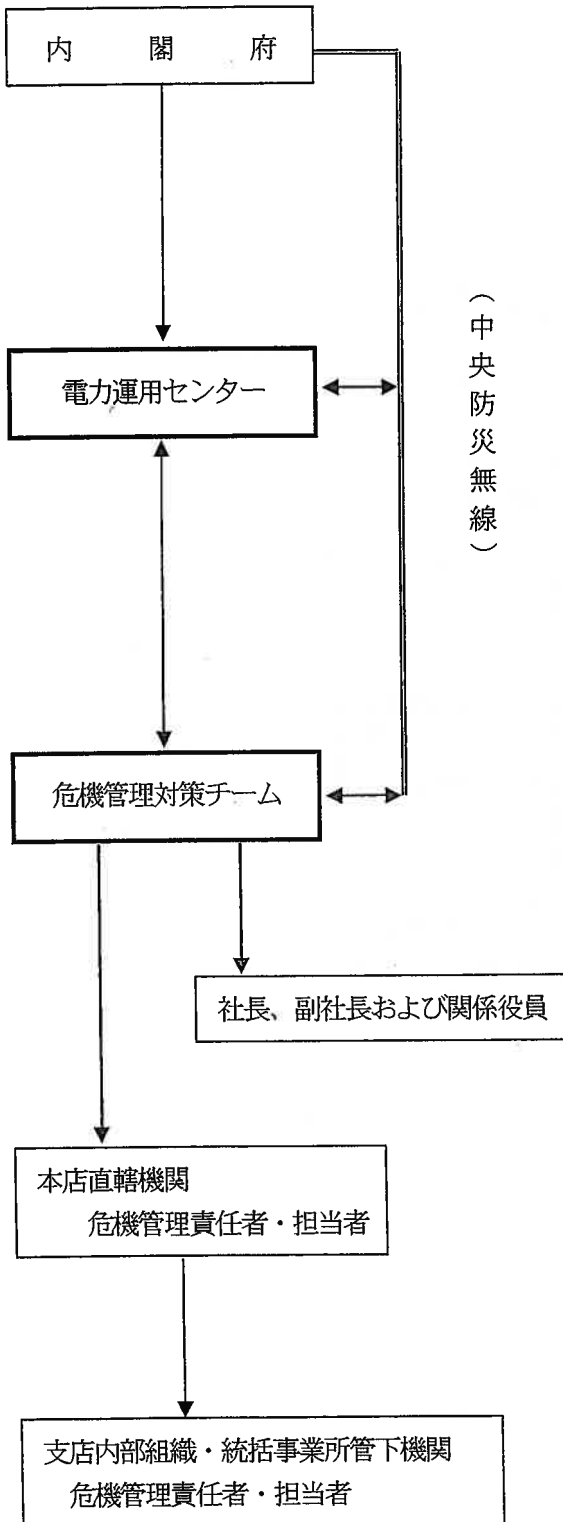 内　　閣　　府
（中央防災無線）
電力運用センター
危機管理対策チーム
社長、副社長および関係役員
本店直轄機関
危機管理責任者・担当者
支店内部組織・統括事業所管下機関
危機管理責任者・担当者